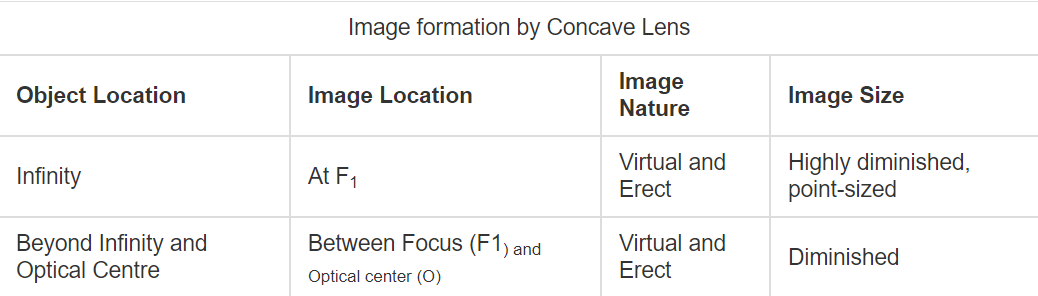 Image formation by Concave Lens
Object Location
Image Location
Image
Nature
Image Size
Infinity
At F₁
Virtual and
Erect
Highly diminished,
point-sized
Beyond Infinity and
Optical Centre
Between Focus (F1₎ and
Optical center (O)
Virtual and
Erect
Diminished